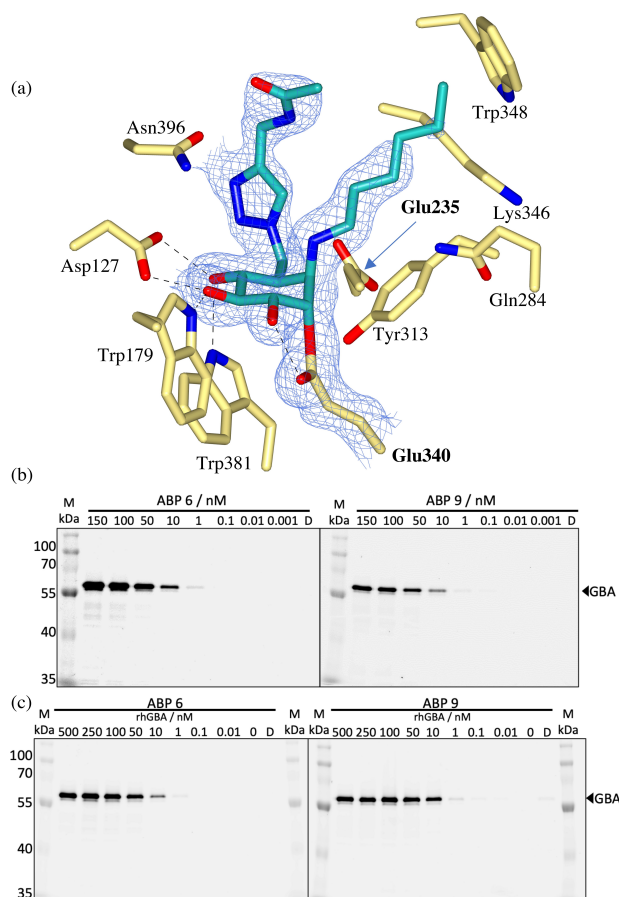 (a)
Trp348
Asn396
Glu235
Lys346
Asp127
Gln284
Tyr313
Trp179
Trp381
Glu340
(b)
M ABP 6 / nM ABP 9 / nM
kDa 150 100 50 10 1 0.1 0.01 0.001 D M kDa 150 100 50 10 1 0.1 0.01 0.001 D
100
70
55 ◄GBA
40
35
(c)
M ABP 6 M M ABP 9 M
kDa rhGBA / nM kDa kDa rhGBA / nM kDa
500 250 100 50 10 1 0.1 0.01 0 D 500 250 100 50 10 1 0.1 0.01 0 D
100
70
55 ◄GBA
40
35